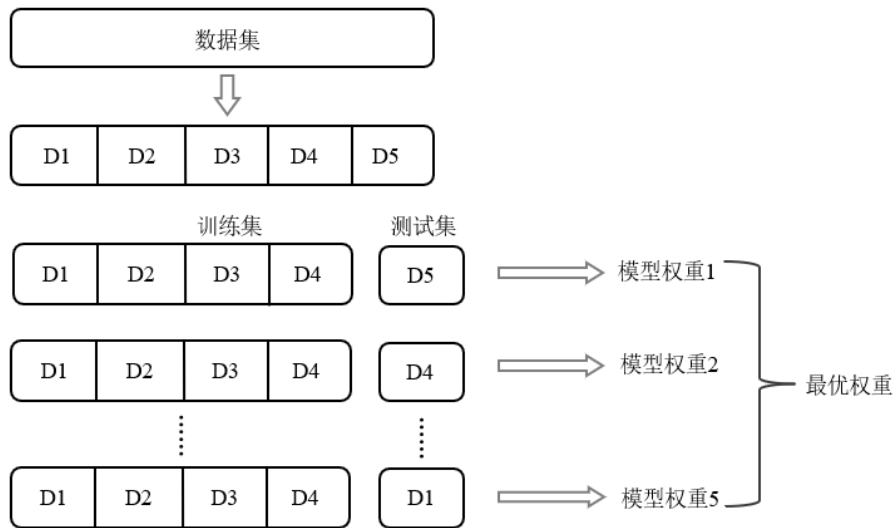 数据集
D1 D2 D3 D4 D5
训练集 测试集
D1 D2 D3 D4 D5 模型权重1
D1 D2 D3 D4 D4 模型权重2
最优权重
D1 D2 D3 D4 D1 模型权重5